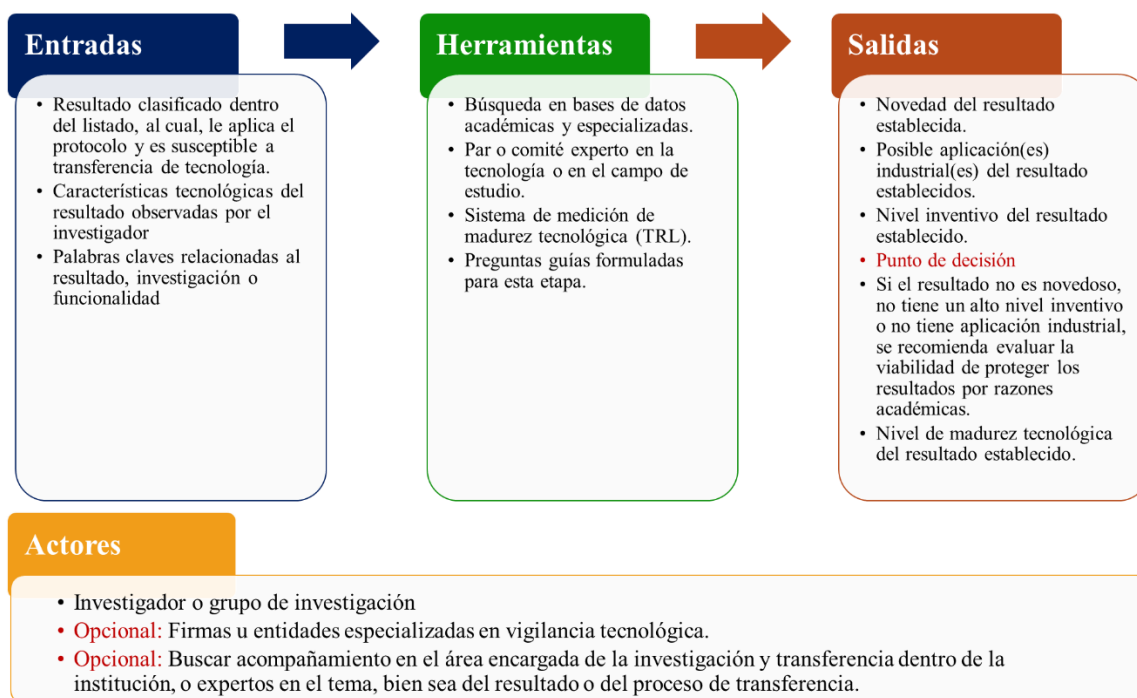 Entradas
• Resultado clasificado dentro
del listado, al cual, le aplica el
protocolo y es susceptible a
transferencia de tecnología.
• Características tecnológicas del
resultado observadas por el
investigador
• Palabras claves relacionadas al
resultado, investigación o
funcionalidad
Herramientas
• Búsqueda en bases de datos
académicas y especializadas.
• Par o comité experto en la
tecnología o en el campo de
estudio.
• Sistema de medición de
madurez tecnológica (TRL).
• Preguntas guías formuladas
para esta etapa.
Salidas
• Novedad del resultado
establecida.
• Posible aplicación(es)
industrial(es) del resultado
establecidos.
• Nivel inventivo del resultado
establecido.
• Punto de decisión
• Si el resultado no es novedoso,
no tiene un alto nivel inventivo
o no tiene aplicación industrial,
se recomienda evaluar la
viabilidad de proteger los
resultados por razones
académicas.
• Nivel de madurez tecnológica
del resultado establecido.
Actores
• Investigador o grupo de investigación
• Opcional: Firmas u entidades especializadas en vigilancia tecnológica.
• Opcional: Buscar acompañamiento en el área encargada de la investigación y transferencia dentro de la
institución, o expertos en el tema, bien sea del resultado o del proceso de transferencia.